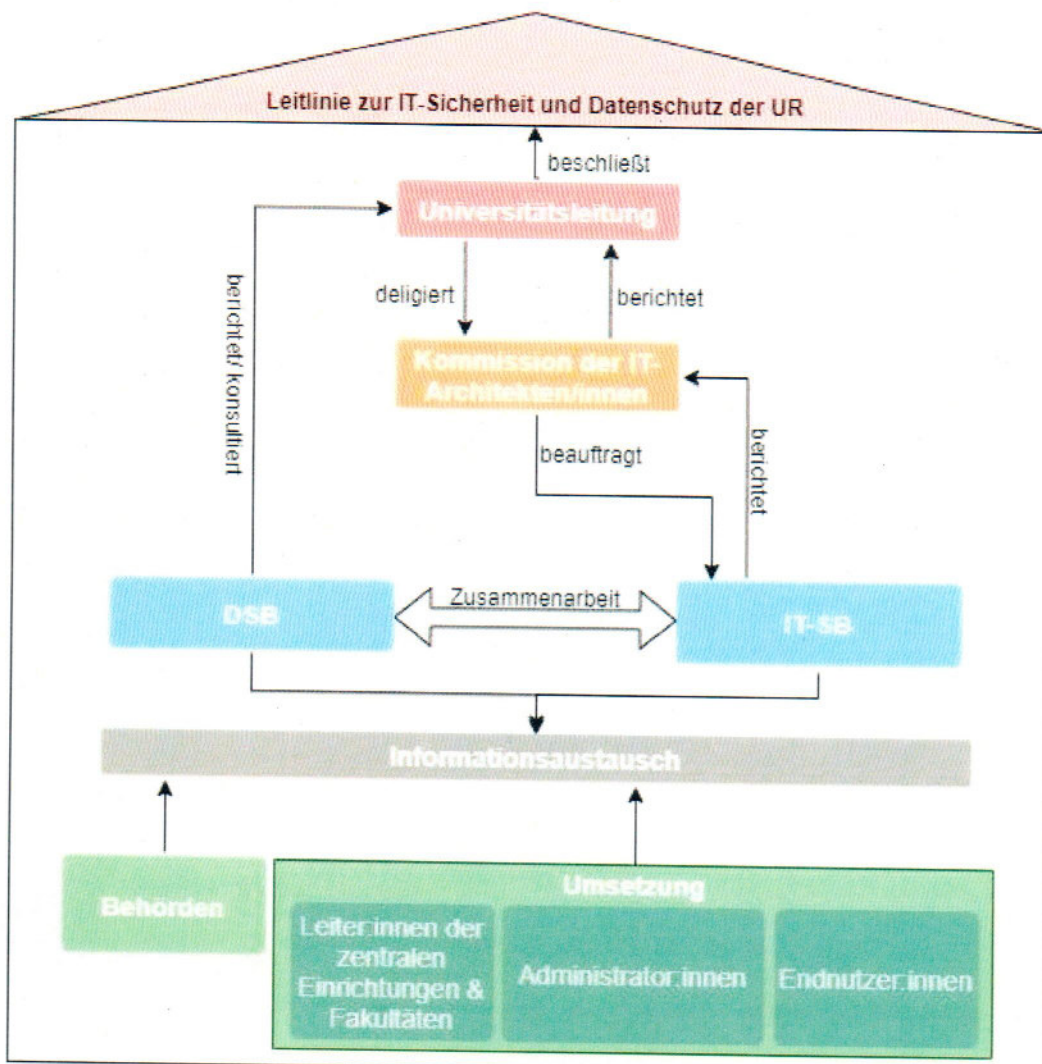 Leitlinie zur IT-Sicherheit und Datenschutz der UR
beschließt
Universitätsleitung
deligiert
berichtet
berichtet/ konsultiert
Kommission der IT-
Architekten/innen
beauftragt
berichtet
DSB
Zusammenarbeit
IT-SB
Informationsaustausch
Behörden
Umsetzung
Leiter:innen der
zentralen
Einrichtungen &
Fakultäten
Administrator:innen
Endnutzer:innen